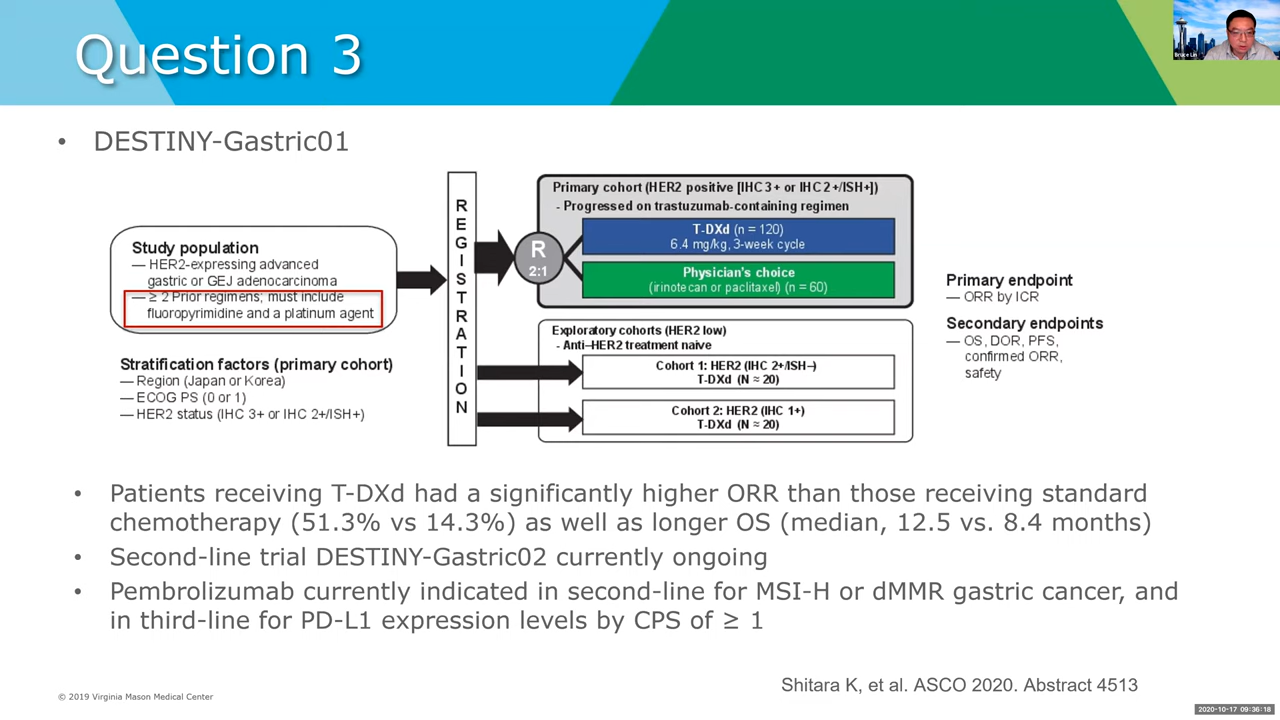 Question 3
Bruce Lin
• DESTINY-Gastric01
Study population
— HER2-expressing advanced
gastric or GEJ adenocarcinoma
— ≥ 2 Prior regimens; must include
fluoropyrimidine and a platinum agent
Stratification factors (primary cohort)
— Region (Japan or Korea)
— ECOG PS (0 or 1)
— HER2 status (IHC 3+ or IHC 2+/ISH+)
REGISTRATION
R
2:1
Primary cohort (HER2 positive [IHC 3+ or IHC 2+/ISH+])
- Progressed on trastuzumab-containing regimen
T-DXd (n = 120)
6.4 mg/kg, 3-week cycle
Physician's choice
(irinotecan or paclitaxel) (n = 60)
Exploratory cohorts (HER2 low)
- Anti–HER2 treatment naive
Cohort 1: HER2 (IHC 2+/ISH–)
T-DXd (N ≈ 20)
Cohort 2: HER2 (IHC 1+)
T-DXd (N ≈ 20)
Primary endpoint
— ORR by ICR
Secondary endpoints
— OS, DOR, PFS,
confirmed ORR,
safety
• Patients receiving T-DXd had a significantly higher ORR than those receiving standard
chemotherapy (51.3% vs 14.3%) as well as longer OS (median, 12.5 vs. 8.4 months)
• Second-line trial DESTINY-Gastric02 currently ongoing
• Pembrolizumab currently indicated in second-line for MSI-H or dMMR gastric cancer, and
in third-line for PD-L1 expression levels by CPS of ≥ 1
Shitara K, et al. ASCO 2020. Abstract 4513
© 2019 Virginia Mason Medical Center
2020-10-17 09:36:18